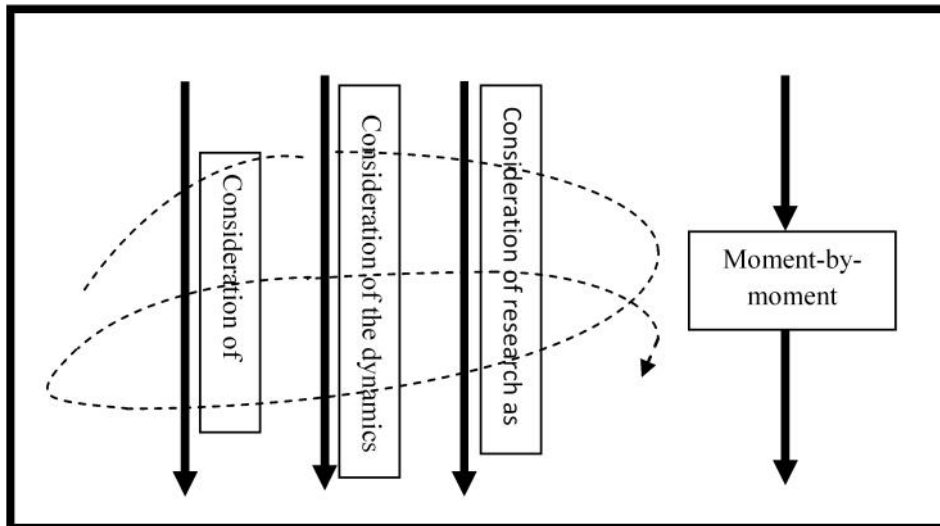 Consideration of
Consideration of the dynamics
Consideration of research as
Moment-by-
moment